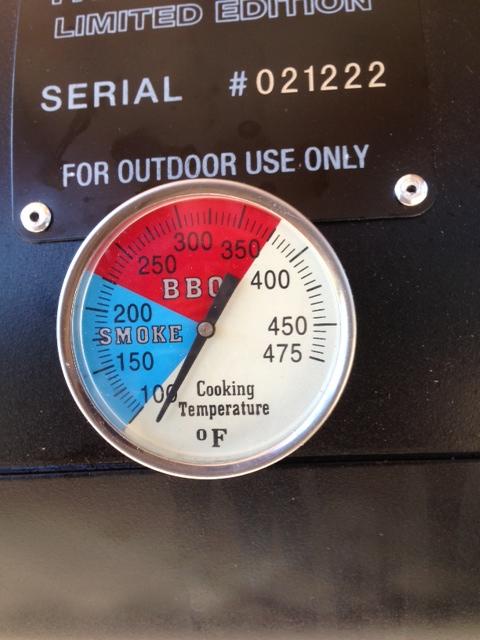 LIMITED EDITION
SERIAL #021222
FOR OUTDOOR USE ONLY
300
350
250
400
BBQ
200
SMOKE
450
150
475
100
Cooking
Temperature
°F